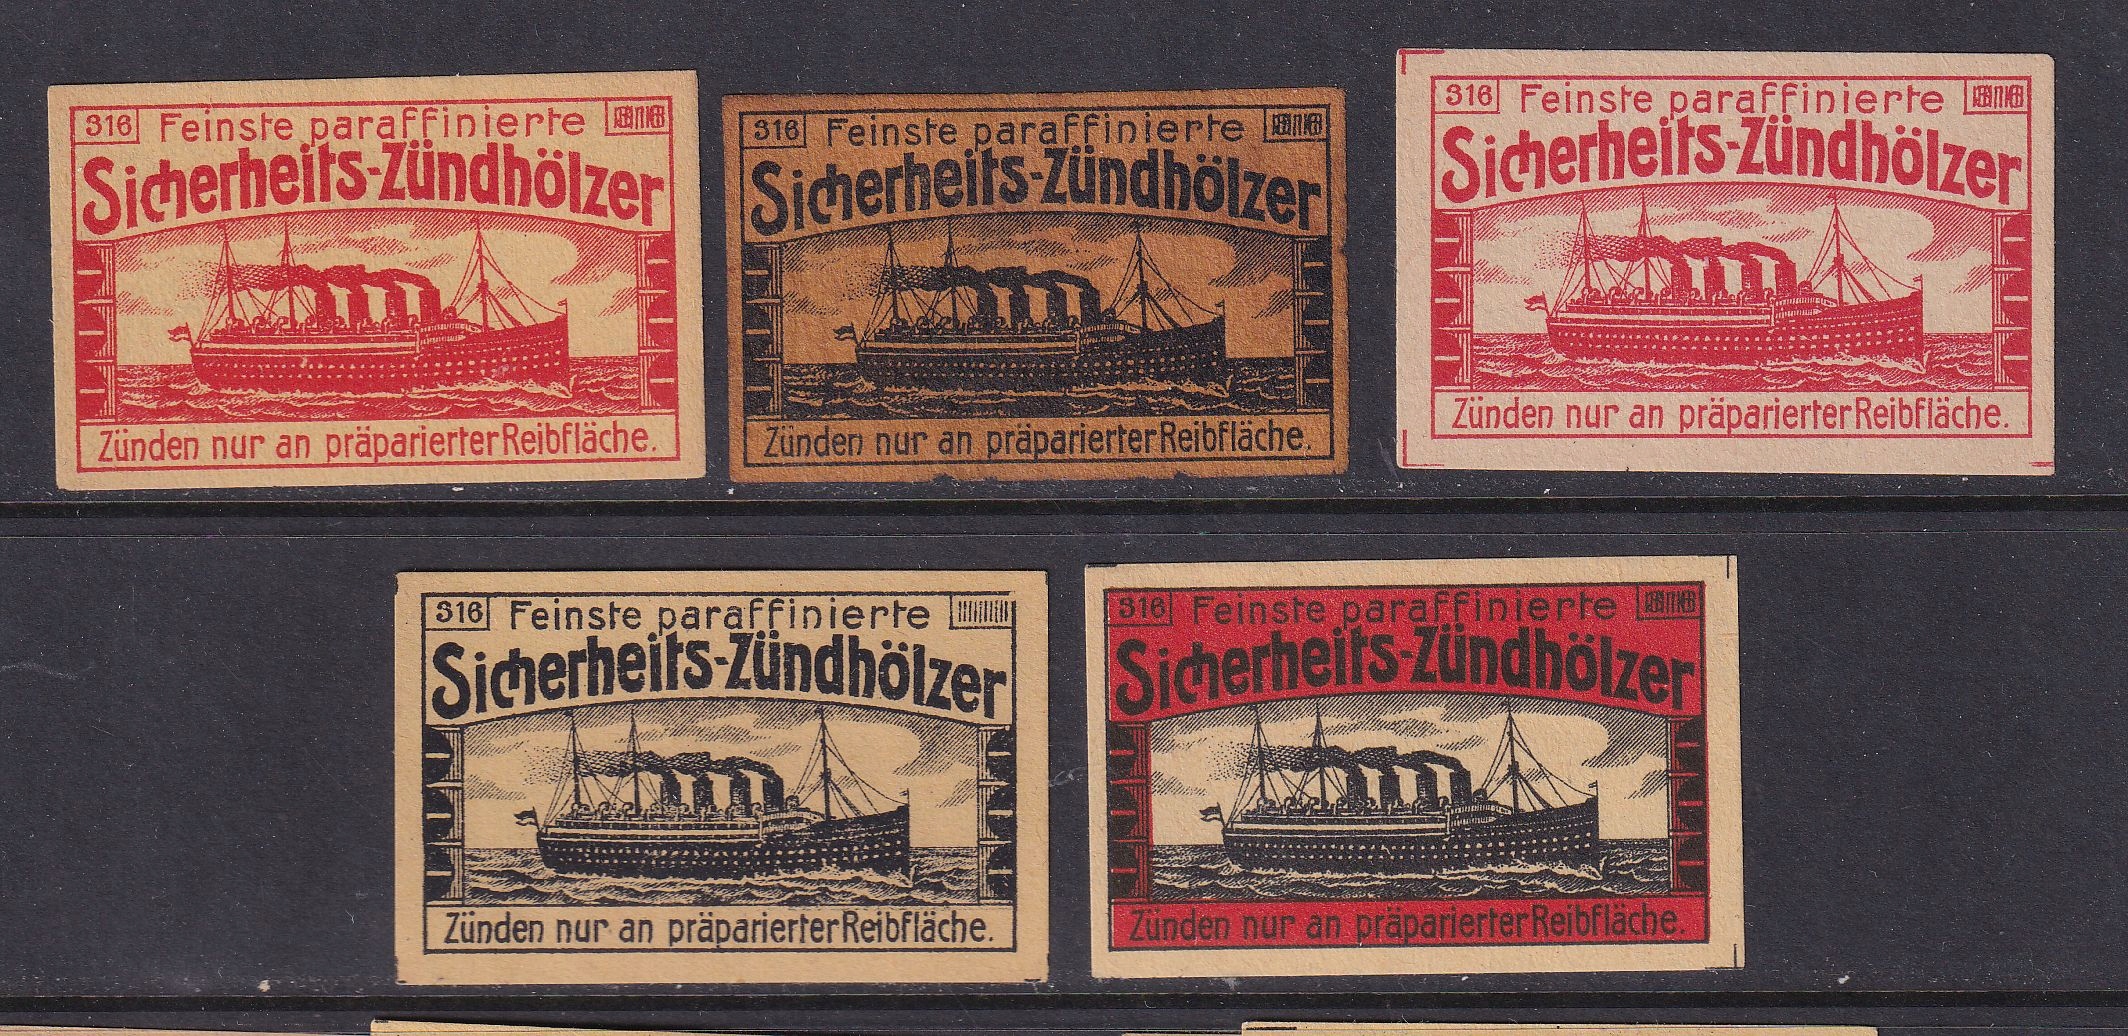 316 Feinste paraffinierte
Sicherheits-Zündhölzer
Zünden nur an präparierter Reibfläche.
316 Feinste paraffinierte
Sicherheits-Zündhölzer
Zünden nur an präparierter Reibfläche.
316 Feinste paraffinierte
Sicherheits-Zündhölzer
Zünden nur an präparierter Reibfläche.
316 Feinste paraffinierte
Sicherheits-Zündhölzer
Zünden nur an präparierter Reibfläche.
316 Feinste paraffinierte
Sicherheits-Zündhölzer
Zünden nur an präparierter Reibfläche.